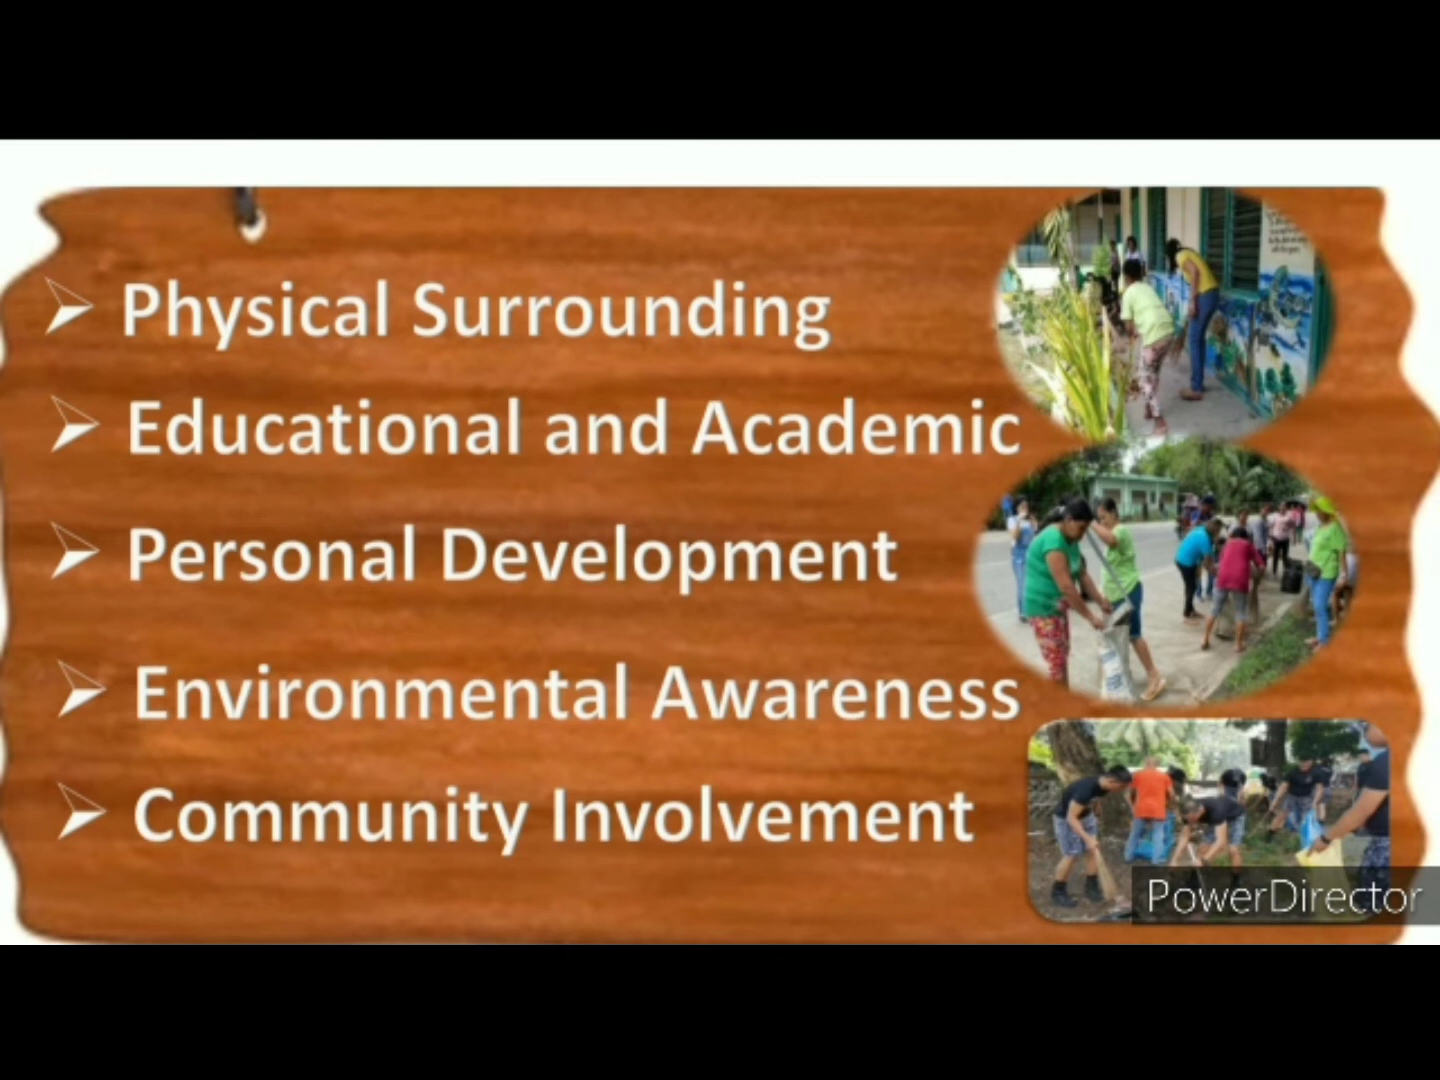 Physical Surrounding
Educational and Academic
Personal Development
Environmental Awareness
Community Involvement
PowerDirector